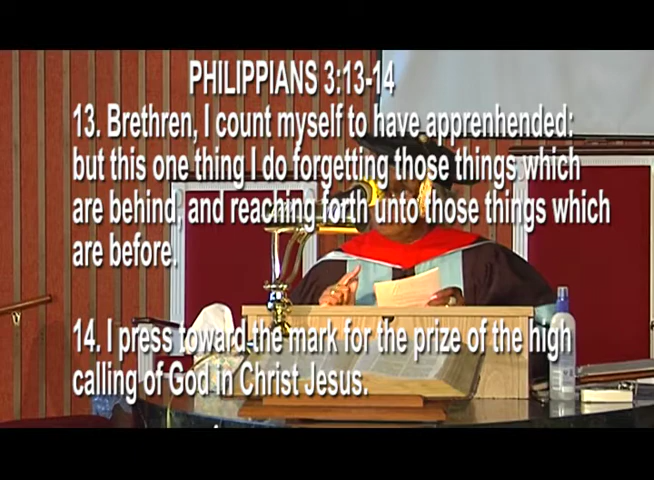 PHILIPPIANS 3:13-14
13. Brethren, I count myself to have apprenhended:
but this one thing I do forgetting those things which
are behind, and reaching forth unto those things which
are before.
14. I press toward the mark for the prize of the high
calling of God in Christ Jesus.